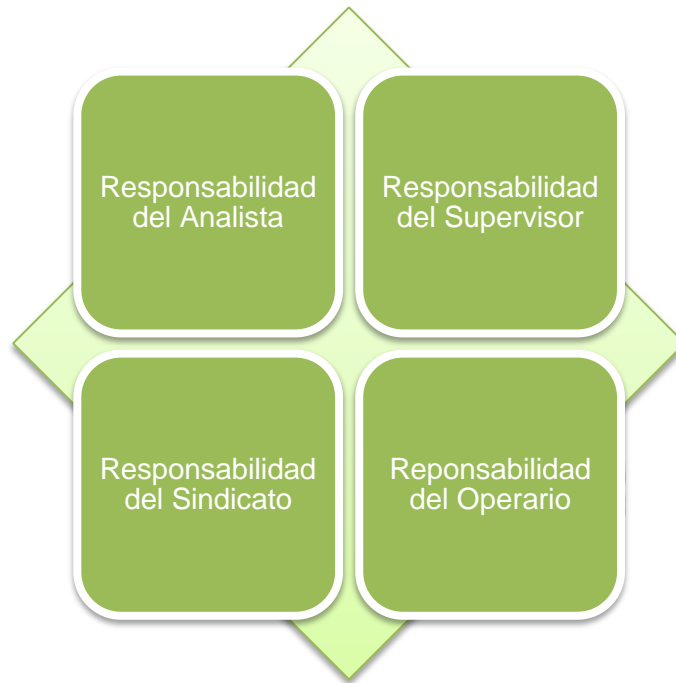 Responsabilidad
del Analista
Responsabilidad
del Supervisor
Responsabilidad
del Sindicato
Reponsabilidad
del Operario